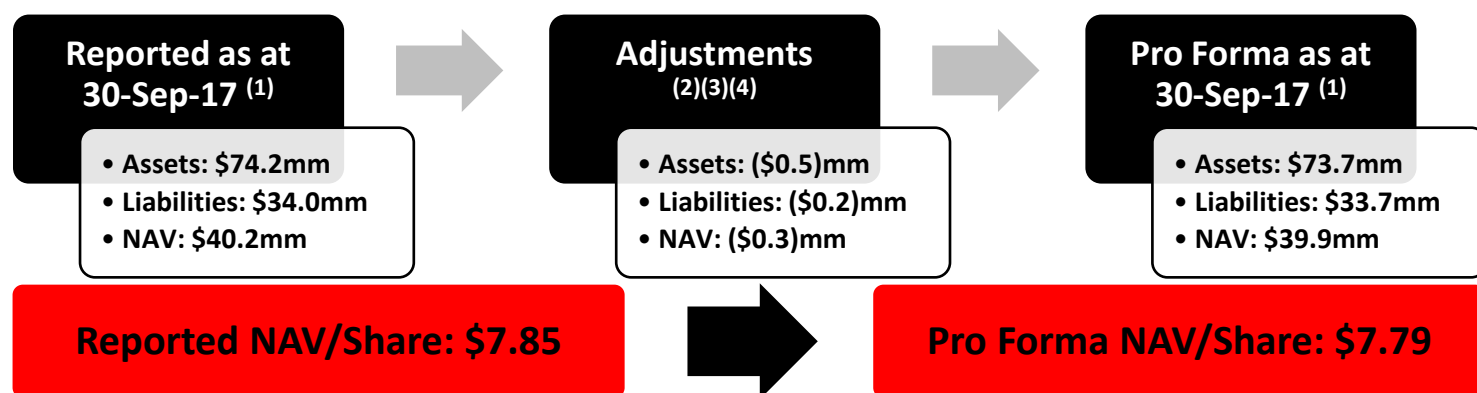 Reported as at
30-Sep-17 (1)
• Assets: $74.2mm
• Liabilities: $34.0mm
• NAV: $40.2mm
Adjustments
(2)(3)(4)
• Assets: ($0.5)mm
• Liabilities: ($0.2)mm
• NAV: ($0.3)mm
Pro Forma as at
30-Sep-17 (1)
• Assets: $73.7mm
• Liabilities: $33.7mm
• NAV: $39.9mm
Reported NAV/Share: $7.85
Pro Forma NAV/Share: $7.79